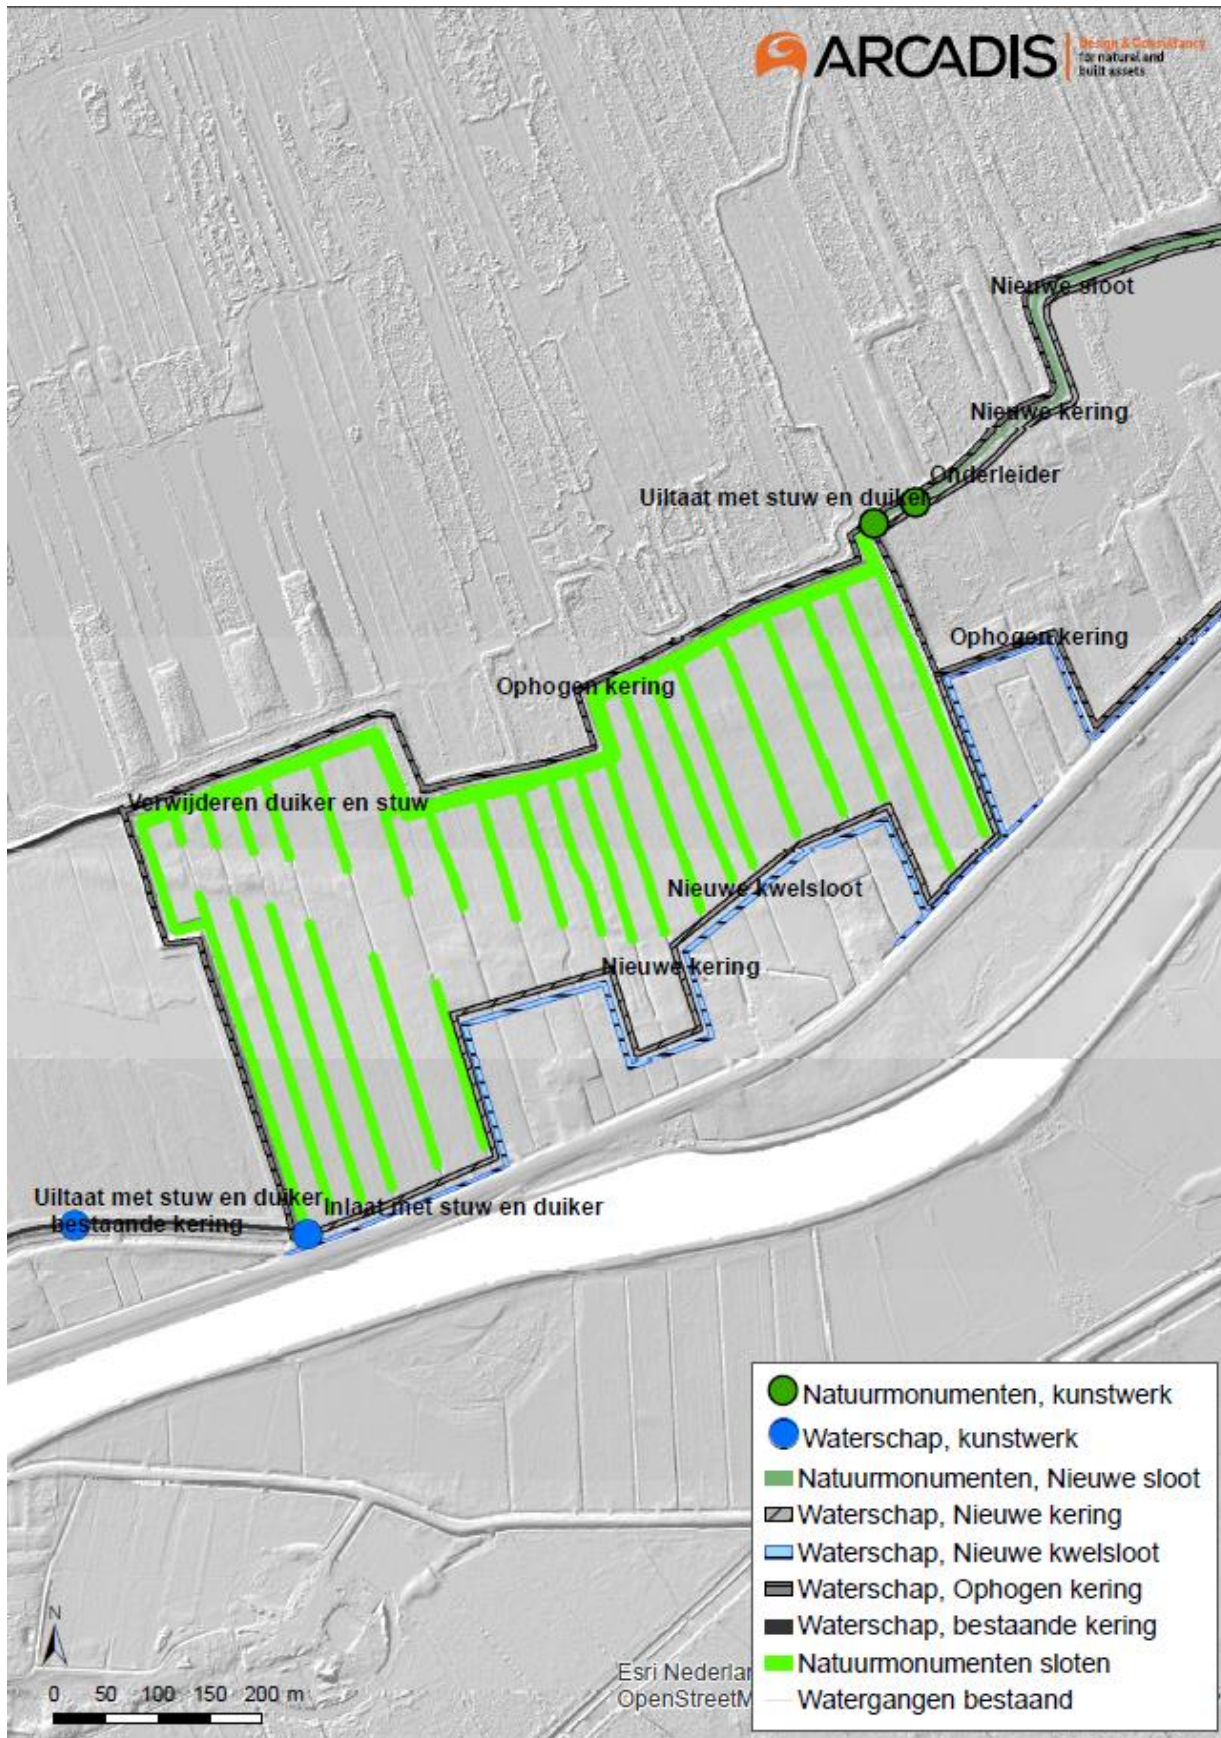 ARCADIS
Design & Consultancy
for natural and
built assets
Nieuwe sloot
Nieuwe kering
Onderleider
Uiltaat met stuw en duiker
Ophogen kering
Ophogen kering
Verwijderen duiker en stuw
Nieuwe kwelsloot
Nieuwe kering
Uiltaat met stuw en duiker
bestaande kering
Inlaat met stuw en duiker
Natuurmonumenten, kunstwerk
Waterschap, kunstwerk
Natuurmonumenten, Nieuwe sloot
Waterschap, Nieuwe kering
Waterschap, Nieuwe kwelsloot
Waterschap, Ophogen kering
Waterschap, bestaande kering
Natuurmonumenten sloten
Watergangen bestaand
N
0 50 100 150 200 m
Esri Nederlan
OpenStreetM